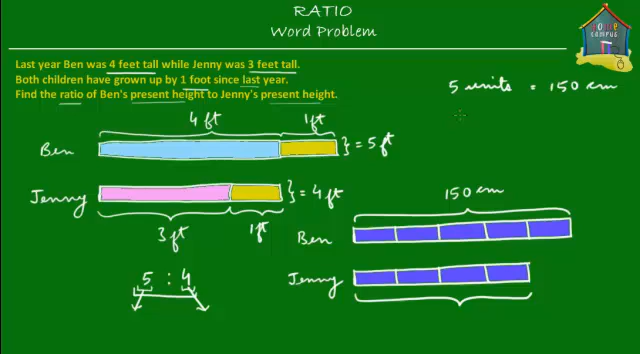 RATIO
Word Problem
home campus
Last year Ben was 4 feet tall while Jenny was 3 feet tall.
Both children have grown up by 1 foot since last year.
Find the ratio of Ben's present height to Jenny's present height.
5 units = 150 cm
4 ft 1ft
Ben } = 5 ft
Jenny } = 4 ft
3 ft 1 ft
150 cm
Ben
Jenny
5 : 4